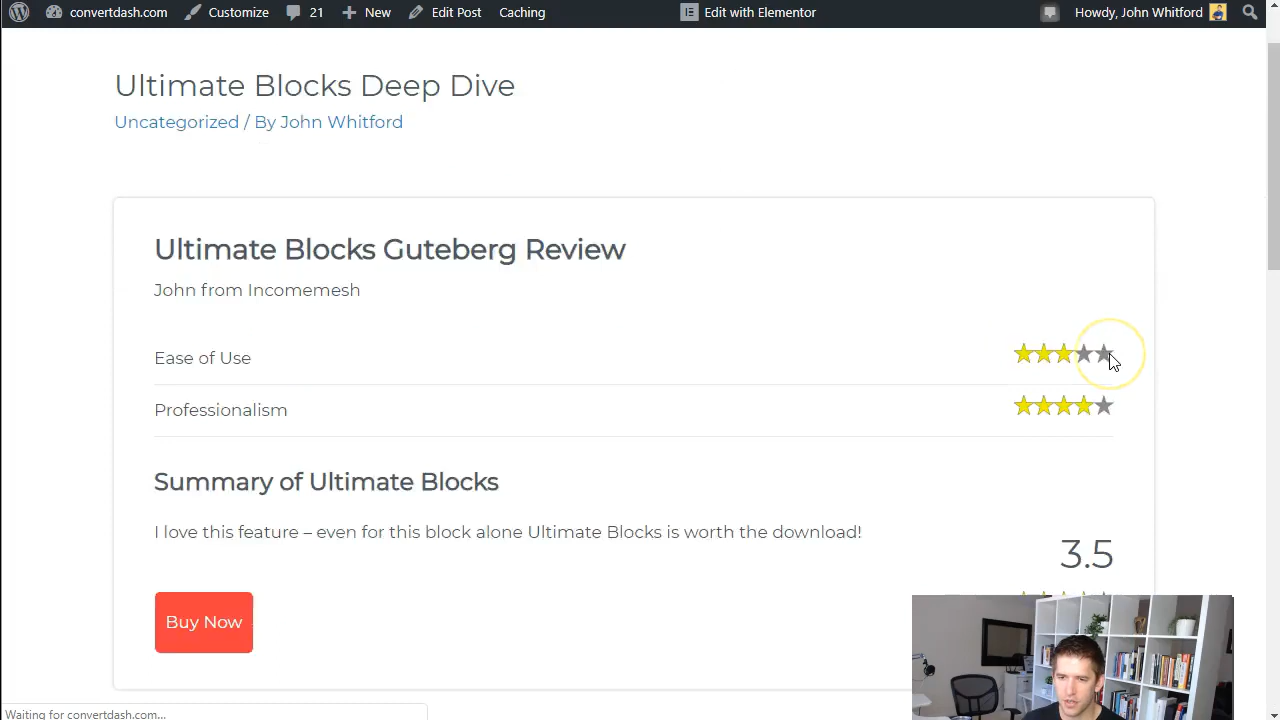 convertdash.com Customize 21 New Edit Post Caching Edit with Elementor Howdy, John Whitford
Ultimate Blocks Deep Dive
Uncategorized / By John Whitford
Ultimate Blocks Guteberg Review
John from Incomemesh
Ease of Use
Professionalism
Summary of Ultimate Blocks
I love this feature – even for this block alone Ultimate Blocks is worth the download!
3.5
Buy Now
Waiting for convertdash.com...